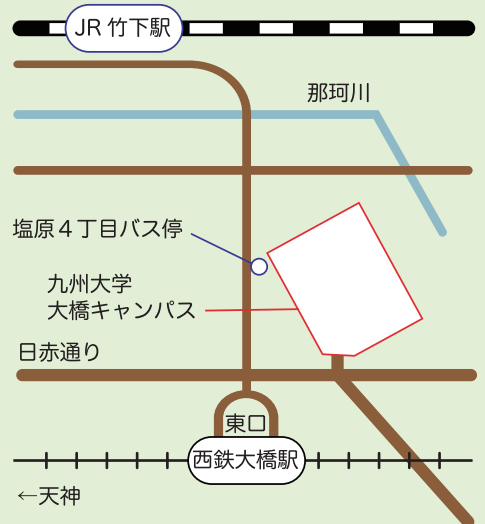 JR 竹下駅
那珂川
塩原４丁目バス停
九州大学
大橋キャンパス
日赤通り
東口
西鉄大橋駅
←天神